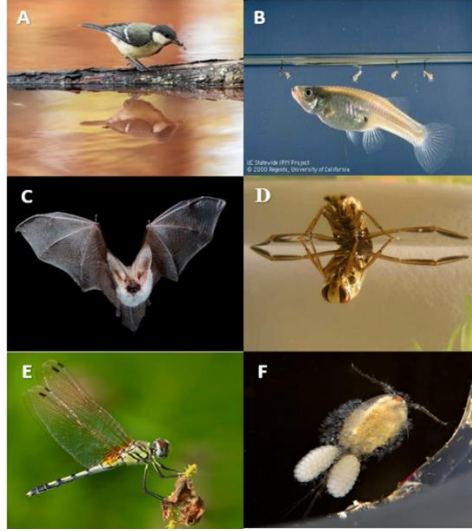 A
B
UC Statewide IPM Project
© 2000 Regents, University of California
C
D
E
F